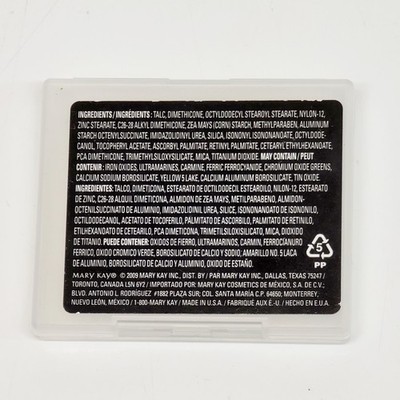 INGREDIENTS/INGRÉDIENTS: TALC, DIMETHICONE, OCTYLDODECYL STEAROYL STEARATE, NYLON-12,
ZINC STEARATE, C26-28 ALKYL DIMETHICONE, ZEA MAYS (CORN) STARCH, METHYLPARABEN, ALUMINUM
STARCH OCTENYLSUCCINATE, IMIDAZOLIDINYL UREA, SILICA, ISONONYL ISONONANOATE, OCTYLDODE-
CANOL, TOCOPHERYL ACETATE, ASCORBYL PALMITATE, RETINYL PALMITATE, CETEARYL ETHYLHEXANOATE,
PCA DIMETHICONE, TRIMETHYLSILOXYSILICATE, MICA, TITANIUM DIOXIDE. MAY CONTAIN / PEUT
CONTENIR: IRON OXIDES, ULTRAMARINES, CARMINE, FERRIC FERROCYANIDE, CHROMIUM OXIDE GREENS,
CALCIUM SODIUM BOROSILICATE, YELLOW 5 LAKE, CALCIUM ALUMINUM BOROSILICATE, TIN OXIDE.
INGREDIENTES: TALCO, DIMETICONA, ESTEARATO DE OCTILDODECIL ESTEAROILO, NILON-12, ESTEARATO
DE ZINC, C26-28 ALQUIL DIMETICONA, ALMIDON DE ZEA MAYS, METILPARABENO, ALMIDON-
OCTENILSUCCINATO DE ALUMINIO, IMIDAZOLIDINIL UREA, SILICE, ISONONANOATO DE ISONONILO,
OCTILDODECANOL, ACETATO DE TOCOFERILO, PALMITATO DE ASCORBILO, PALMITATO DE RETINILO,
ETILHEXANOATO DE CETEARILO, PCA DIMETICONA, TRIMETILSILOXISILICATO, MICA, DIOXIDO
DE TITANIO. PUEDE CONTENER: OXIDOS DE FIERRO, ULTRAMARINOS, CARMIN, FERROCIANURO
FERRICO, OXIDO CROMICO VERDE, BOROSILICATO DE CALCIO Y SODIO, AMARILLO NO. 5 LACA
DE ALUMINIO, BOROSILICATO DE CALCIO Y ALUMINIO, OXIDO DE ESTAÑO.
MARY KAY® © 2009 MARY KAY INC., DIST. BY / PAR MARY KAY INC., DALLAS, TEXAS 75247 /
TORONTO, CANADA L5N 6Y2 / IMPORTADO POR: MARY KAY COSMETICS DE MÉXICO, S.A. DE C.V.;
BLVD. ANTONIO L. RODRÍGUEZ #1882 PLAZA SUR; COL. SANTA MARÍA C.P. 64650; MONTERREY,
NUEVO LEÓN, MÉXICO / 1-800-MARY KAY / MADE IN U.S.A. / FABRIQUÉ AUX É.-U. / HECHO EN E.U.A.
5
PP